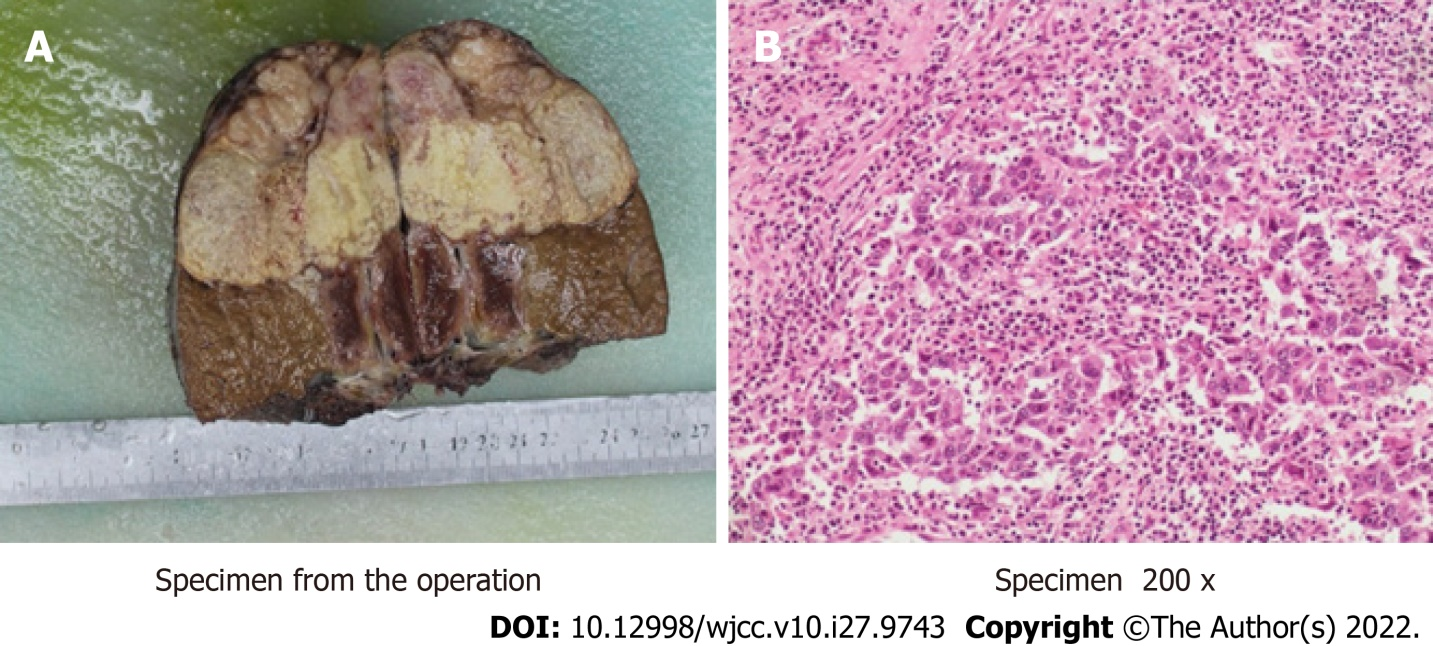 A
B
Specimen from the operation
Specimen 200 x
DOI: 10.12998/wjcc.v10.i27.9743 Copyright ©The Author(s) 2022.